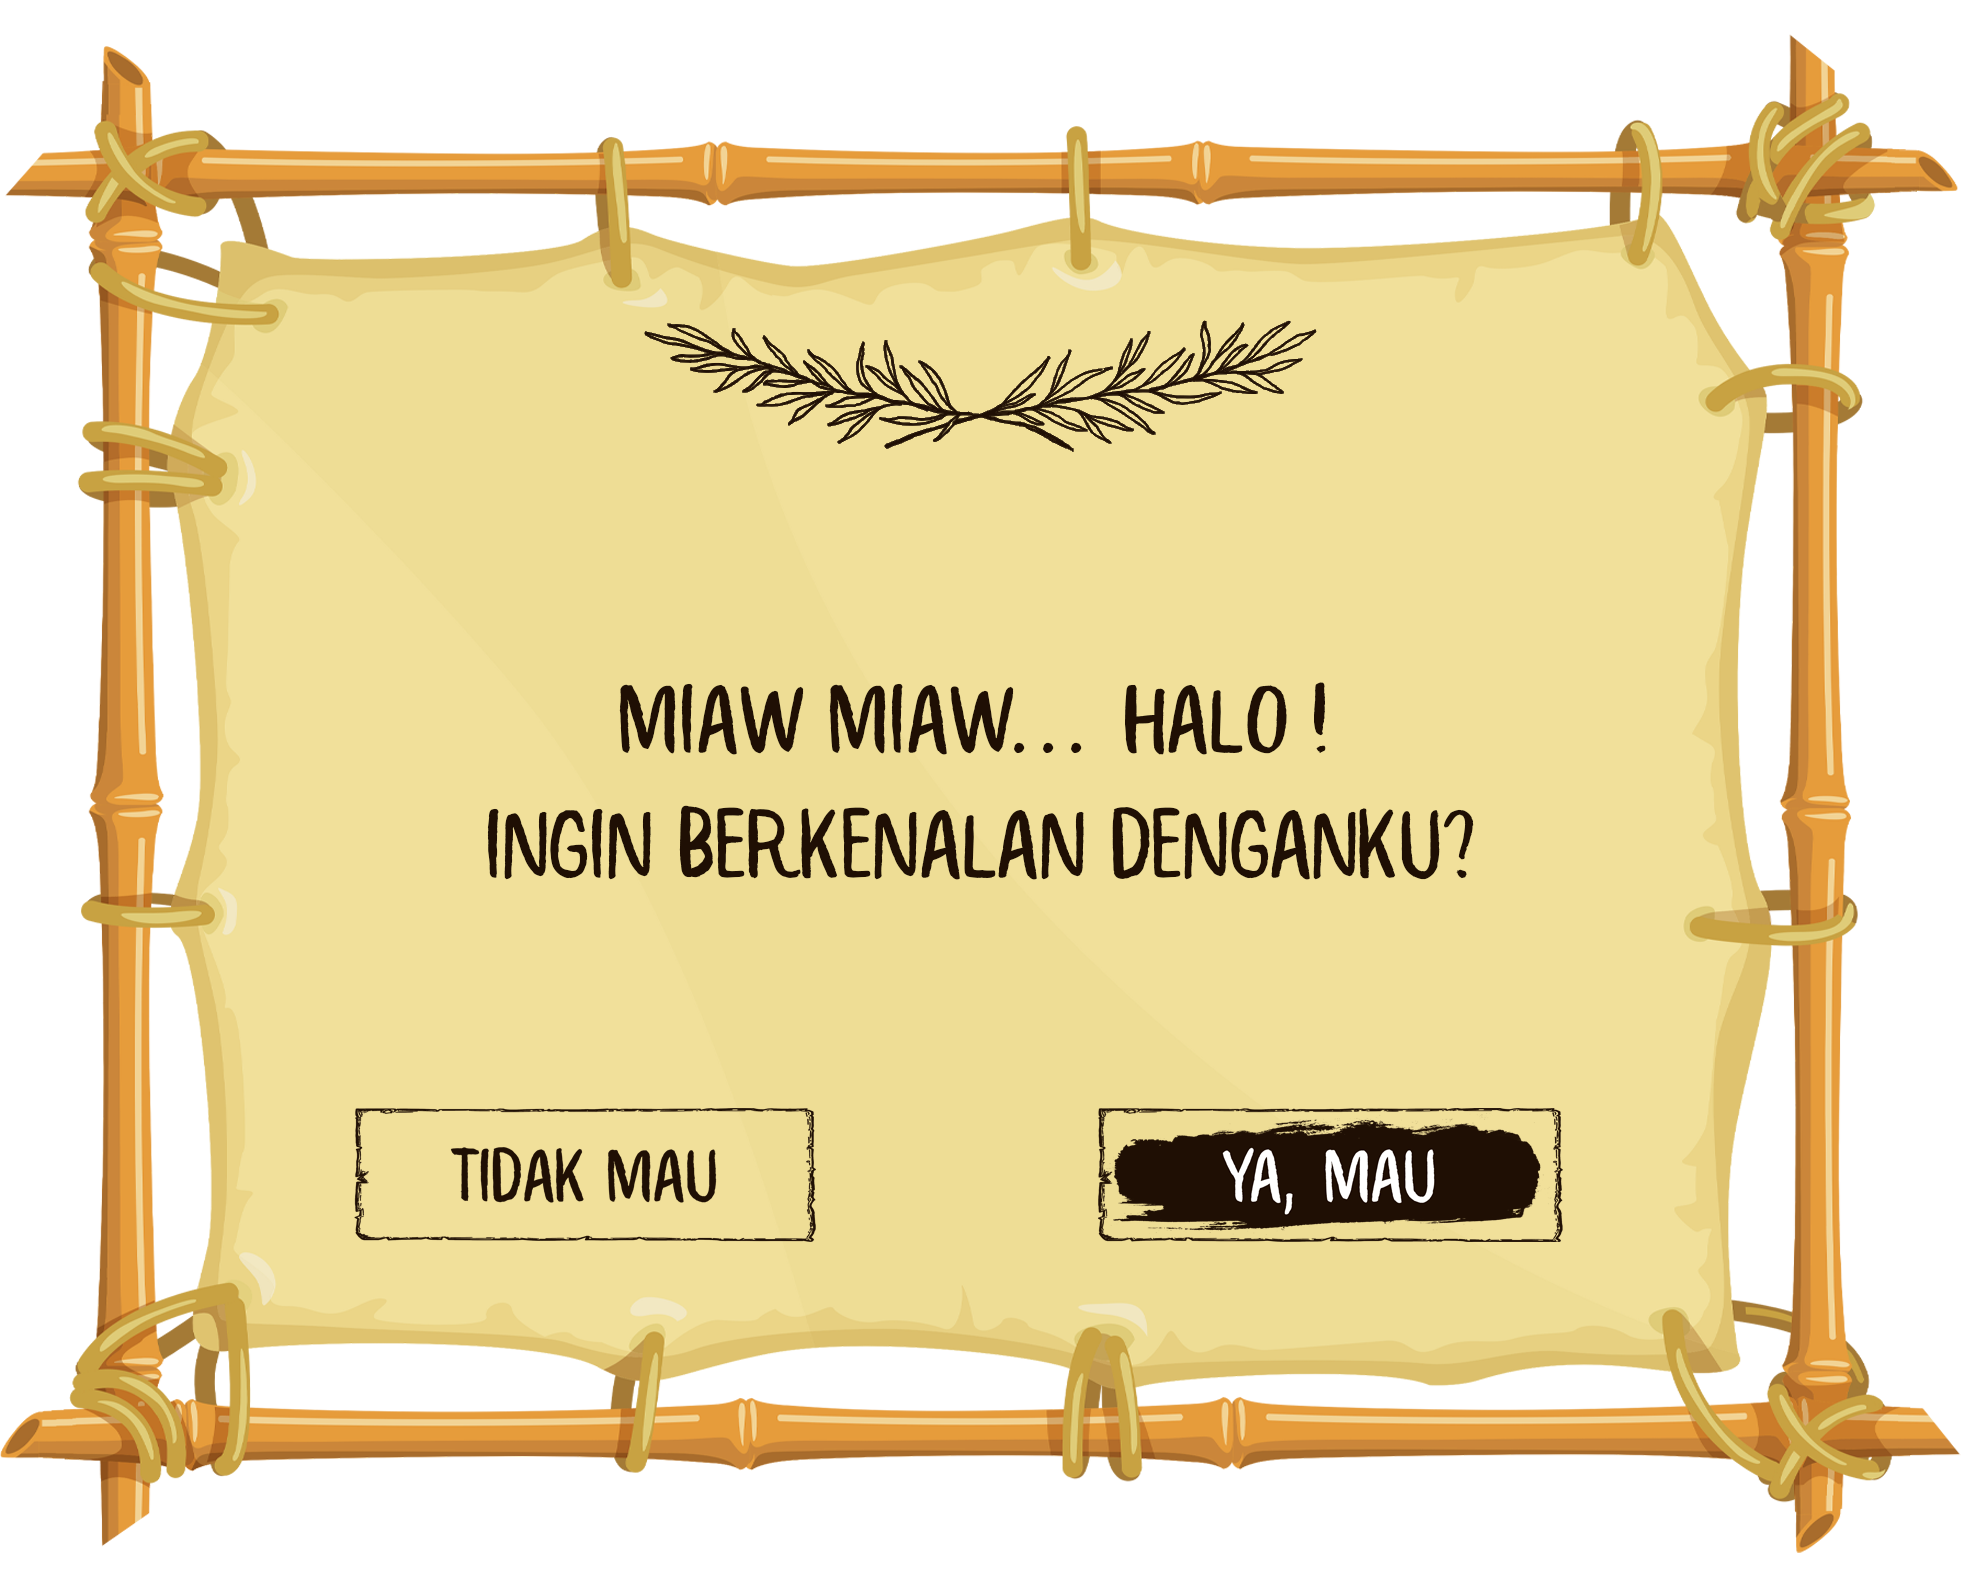 MIAW MIAW... HALO !
INGIN BERKENALAN DENGANKU?
TIDAK MAU
YA, MAU